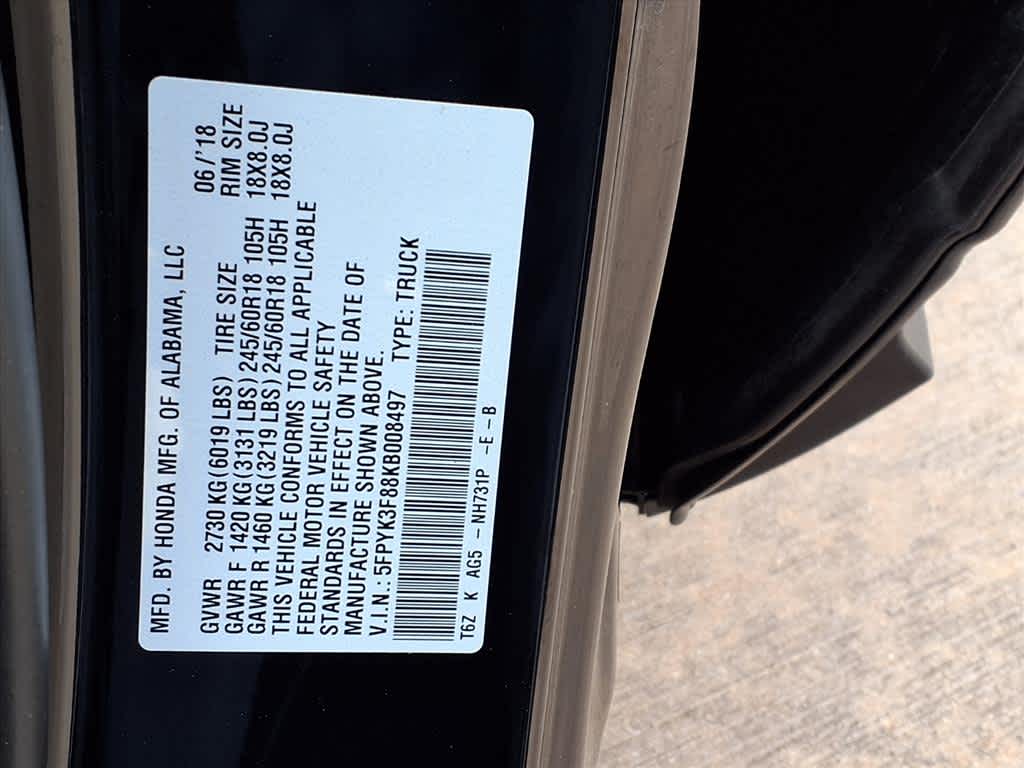 MFD. BY HONDA MFG. OF ALABAMA, LLC 06/'18
GVWR 2730 KG(6019 LBS) TIRE SIZE RIM SIZE
GAWR F 1420 KG(3131 LBS) 245/60R18 105H 18X8.0J
GAWR R 1460 KG(3219 LBS) 245/60R18 105H 18X8.0J
THIS VEHICLE CONFORMS TO ALL APPLICABLE
FEDERAL MOTOR VEHICLE SAFETY
STANDARDS IN EFFECT ON THE DATE OF
MANUFACTURE SHOWN ABOVE.
V.I.N.: 5FPYK3F88KB008497 TYPE: TRUCK
T6Z K AG5 - NH731P -E-B